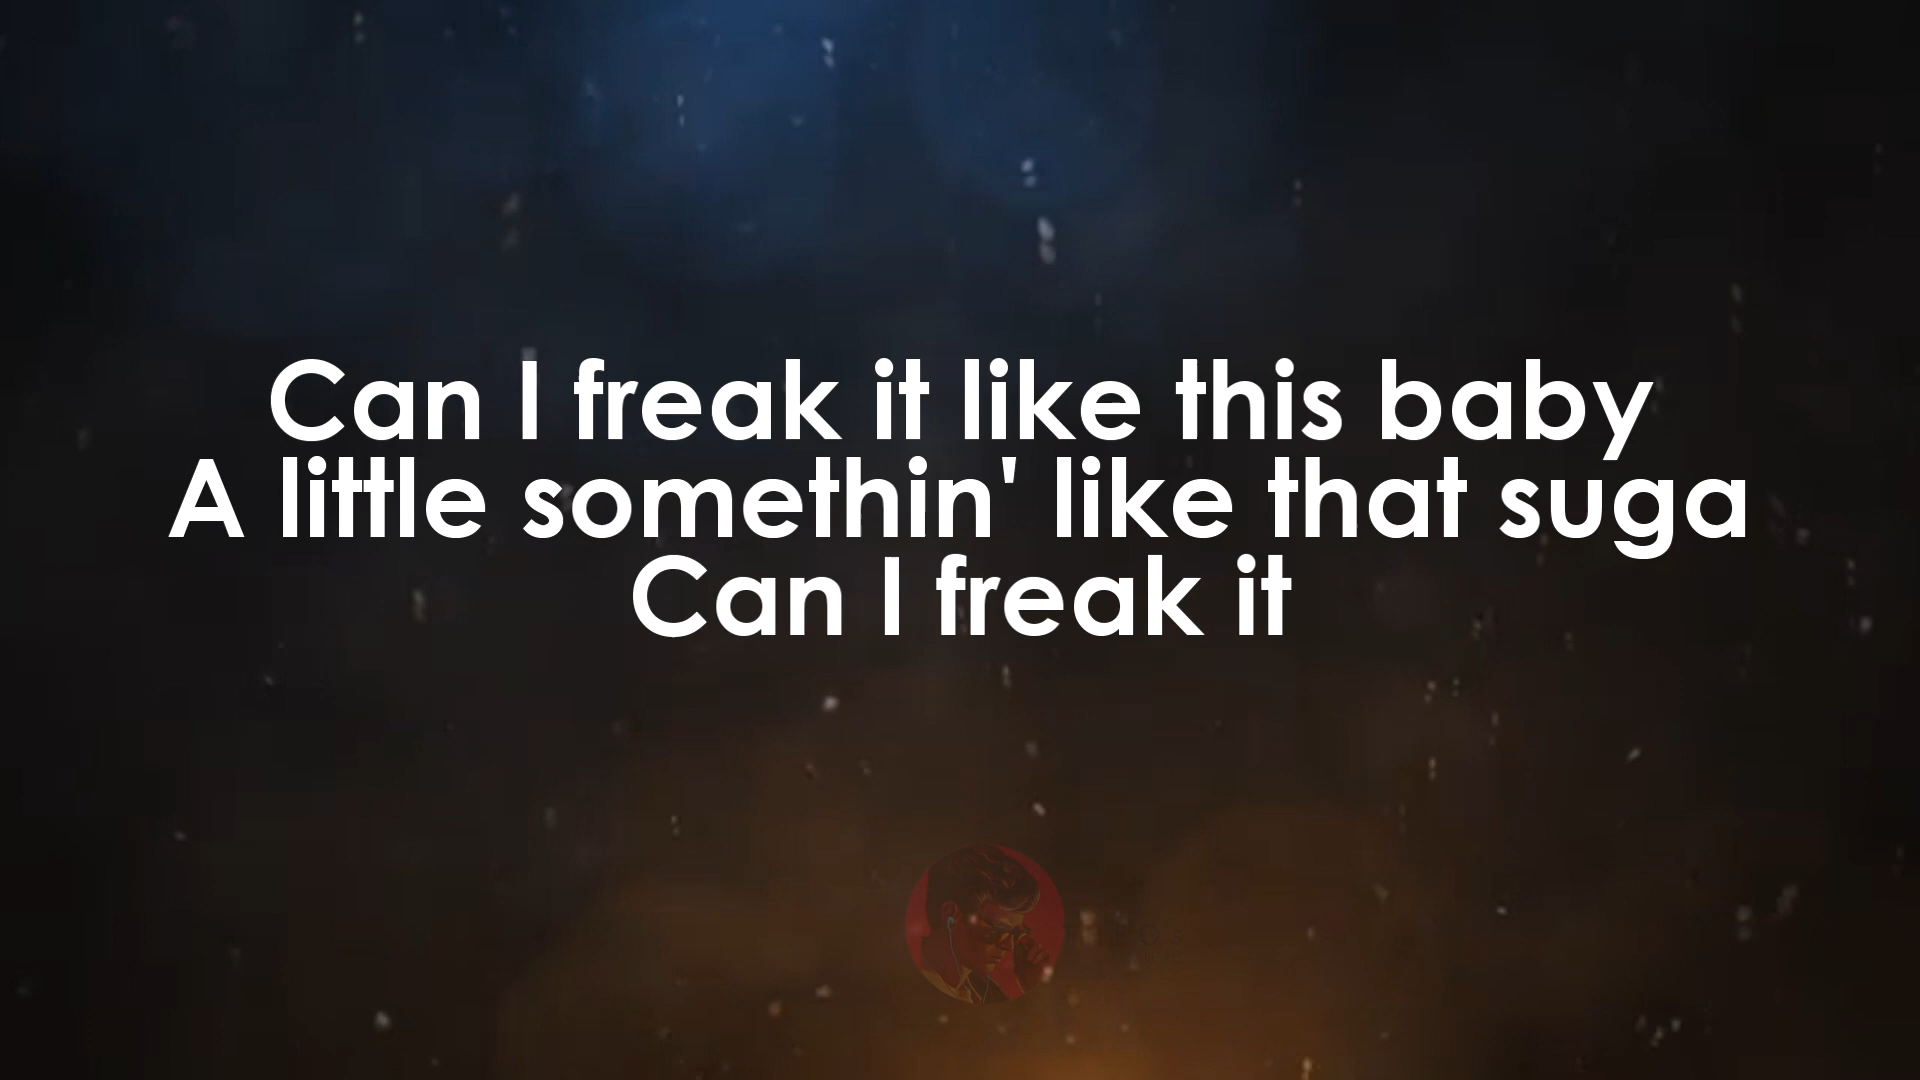 Can I freak it like this baby
A little somethin' like that suga
Can I freak it